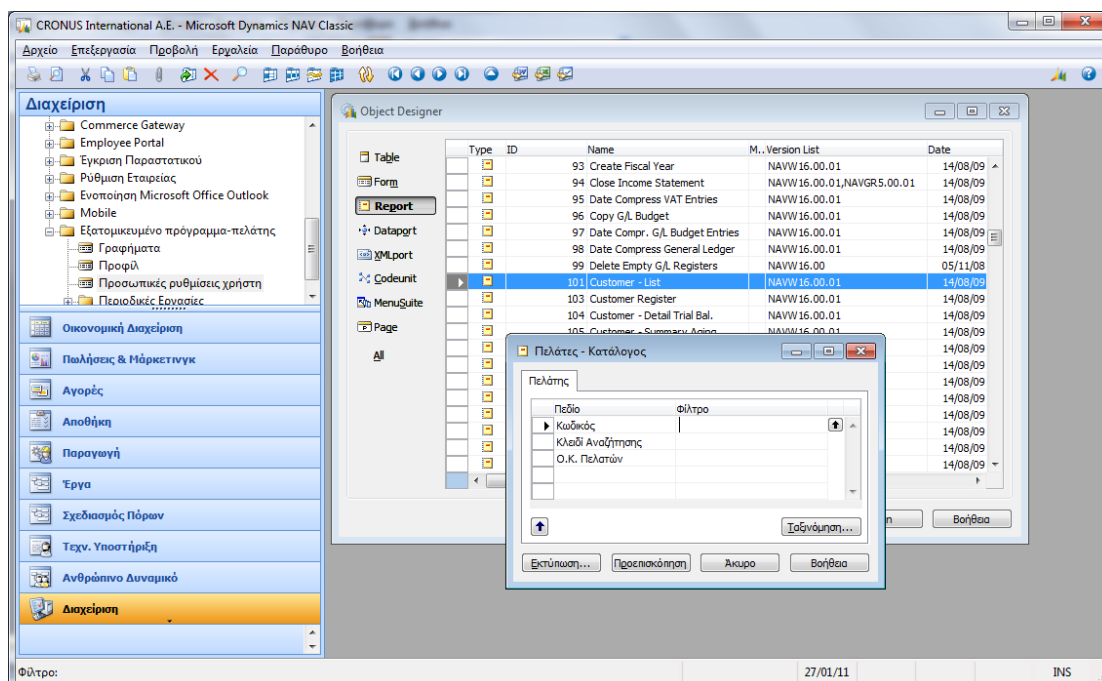 CRONUS International A.E. - Microsoft Dynamics NAV Classic
Αρχείο Επεξεργασία Προβολή Εργαλεία Παράθυρο Βοήθεια
Διαχείριση
Commerce Gateway
Employee Portal
Έγκριση Παραστατικού
Ρύθμιση Εταιρείας
Ενοποίηση Microsoft Office Outlook
Mobile
Εξατομικευμένο πρόγραμμα-πελάτης
Γραφήματα
Προφίλ
Προσωπικές ρυθμίσεις χρήστη
Περιοδικές Εργασίες
Οικονομική Διαχείριση
Πωλήσεις & Μάρκετινγκ
Αγορές
Αποθήκη
Παραγωγή
Έργα
Σχεδιασμός Πόρων
Τεχν. Υποστήριξη
Ανθρώπινο Δυναμικό
Διαχείριση
Object Designer
Table
Form
Report
Dataport
XMLport
Codeunit
MenuSuite
Page
All
Type ID Name M.. Version List Date
93 Create Fiscal Year NAVW16.00.01 14/08/09
94 Close Income Statement NAVW16.00.01,NAVGR5.00.01 14/08/09
95 Date Compress VAT Entries NAVW16.00.01 14/08/09
96 Copy G/L Budget NAVW16.00.01 14/08/09
97 Date Compr. G/L Budget Entries NAVW16.00.01 14/08/09
98 Date Compress General Ledger NAVW16.00.01 14/08/09
99 Delete Empty G/L Registers NAVW16.00 05/11/08
101 Customer - List NAVW16.00.01 14/08/09
103 Customer Register NAVW16.00.01 14/08/09
104 Customer - Detail Trial Bal. NAVW16.00.01 14/08/09
105 Customer - Summary Aging NAVW16.00.01 14/08/09
14/08/09
14/08/09
14/08/09
14/08/09
14/08/09
14/08/09
14/08/09
14/08/09
Βοήθεια
Πελάτες - Κατάλογος
Πελάτης
Πεδίο Φίλτρο
Κωδικός
Κλειδί Αναζήτησης
Ο.Κ. Πελατών
Ταξινόμηση...
Εκτύπωση... Προεπισκόπηση Άκυρο Βοήθεια
Φίλτρο: 27/01/11 INS